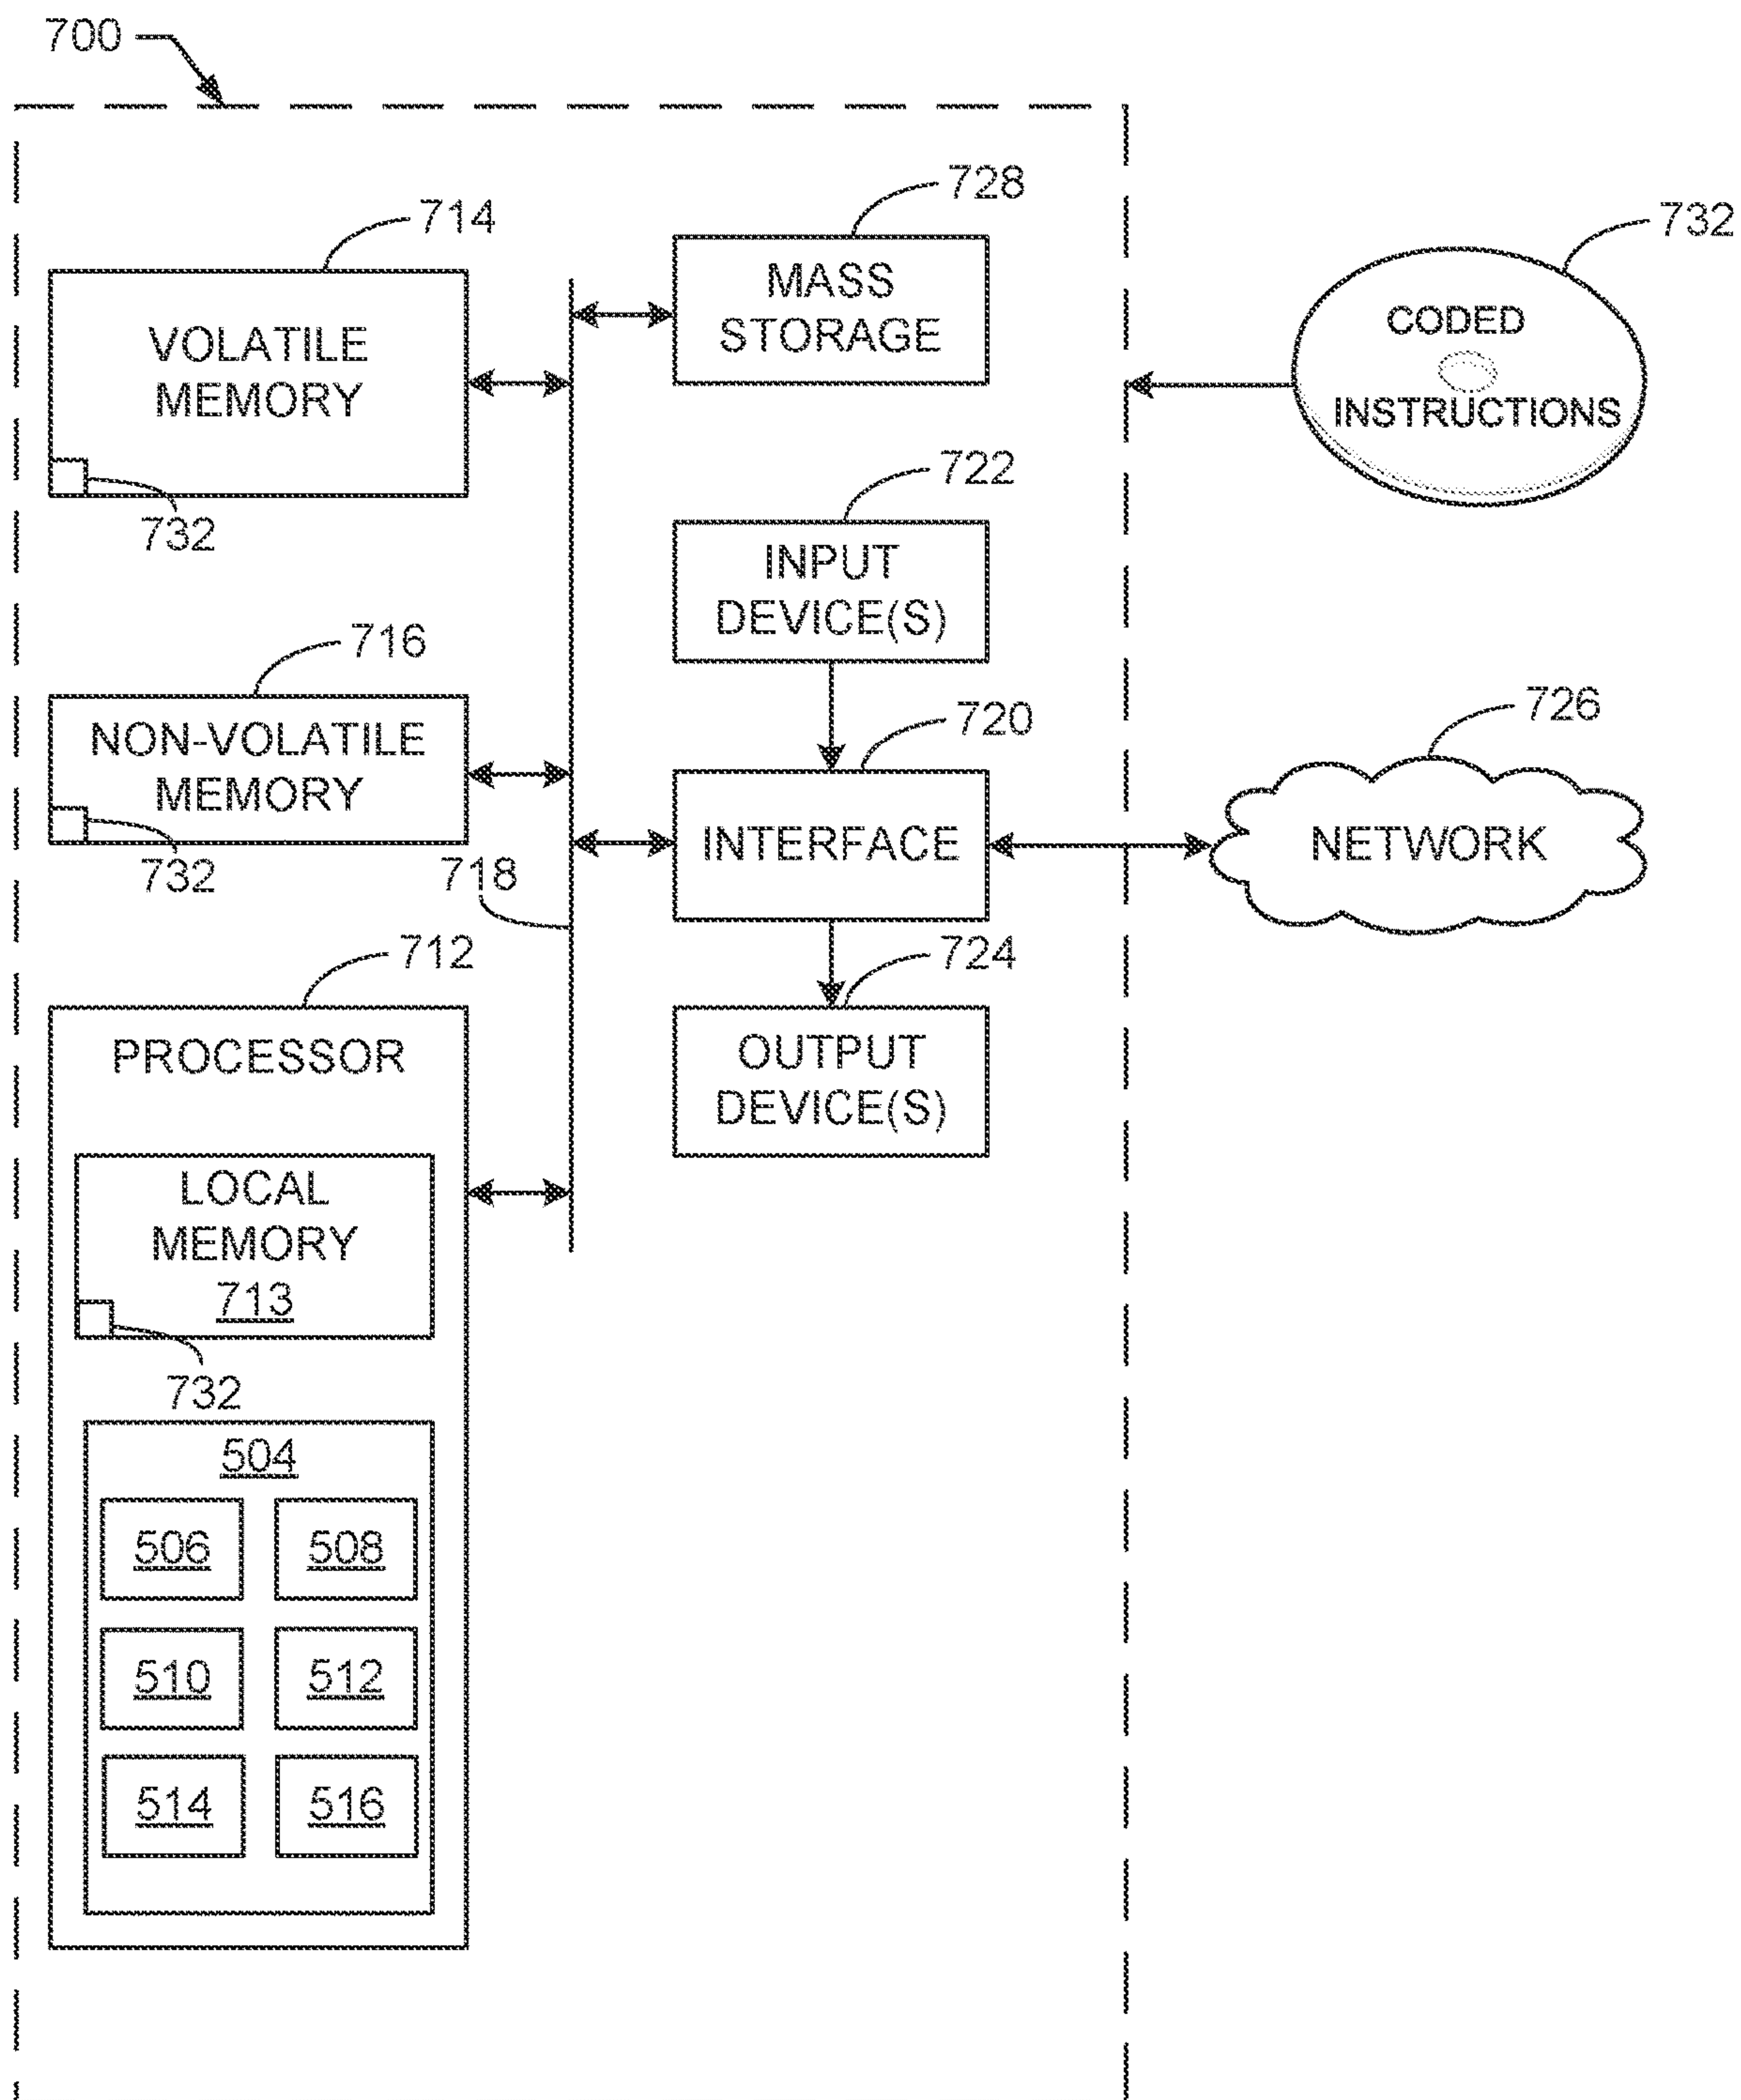 700
714
VOLATILE
MEMORY
732
716
NON-VOLATILE
MEMORY
732
718
712
PROCESSOR
LOCAL
MEMORY
713
732
504
506
508
510
512
514
516
728
MASS
STORAGE
722
INPUT
DEVICE(S)
720
INTERFACE
724
OUTPUT
DEVICE(S)
732
CODED
INSTRUCTIONS
726
NETWORK